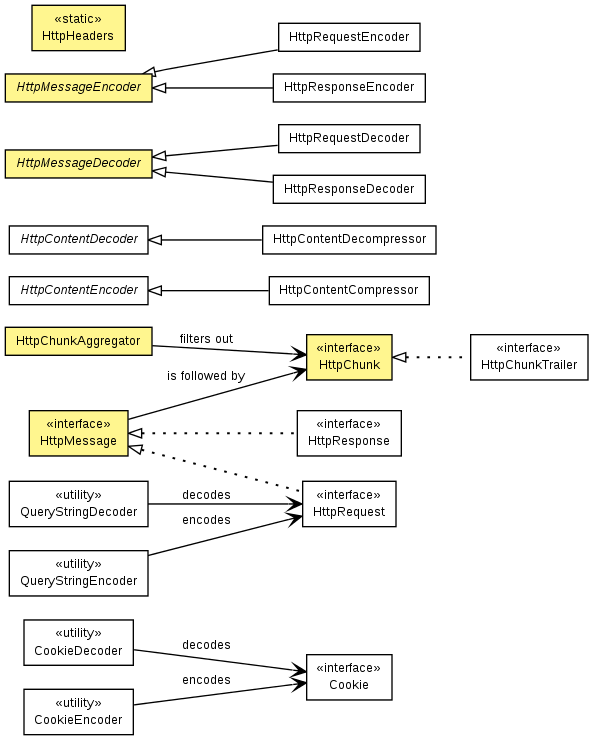 «static»
HttpHeaders
HttpRequestEncoder
HttpMessageEncoder
HttpResponseEncoder
HttpRequestDecoder
HttpMessageDecoder
HttpResponseDecoder
HttpContentDecoder
HttpContentDecompressor
HttpContentEncoder
HttpContentCompressor
HttpChunkAggregator
filters out
«interface»
HttpChunk
«interface»
HttpChunkTrailer
is followed by
«interface»
HttpMessage
«interface»
HttpResponse
«utility»
QueryStringDecoder
decodes
«interface»
HttpRequest
encodes
«utility»
QueryStringEncoder
«utility»
CookieDecoder
decodes
«interface»
Cookie
encodes
«utility»
CookieEncoder